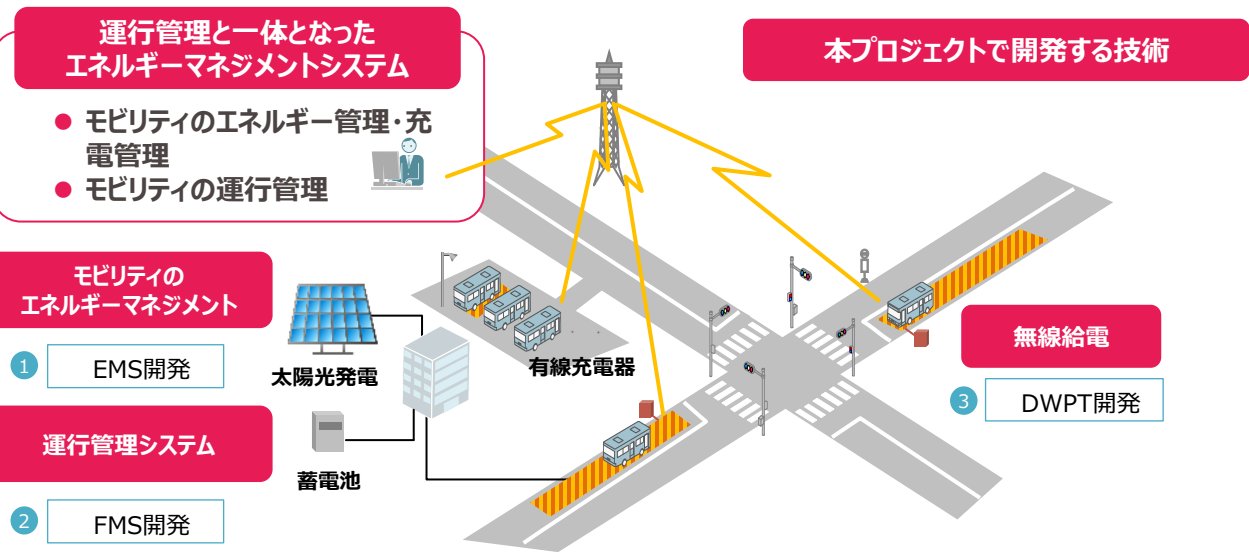 運行管理と一体となった
エネルギーマネジメントシステム
● モビリティのエネルギー管理・充
電管理
● モビリティの運行管理
本プロジェクトで開発する技術
モビリティの
エネルギーマネジメント
1 EMS開発
運行管理システム
2 FMS開発
太陽光発電
蓄電池
有線充電器
無線給電
3 DWPT開発